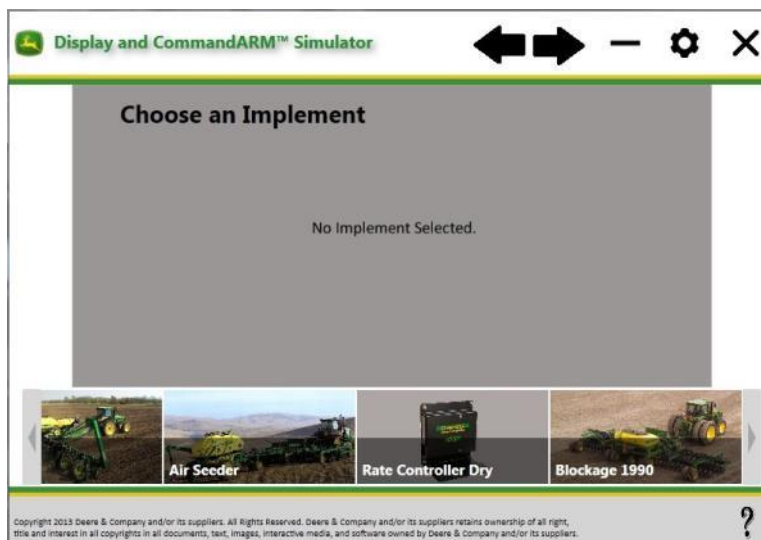 Display and CommandARM™ Simulator
Choose an Implement
No Implement Selected.
Air Seeder
Rate Controller Dry
Blockage 1990
Copyright 2013 Deere & Company and/or its suppliers. All Rights Reserved. Deere & Company and/or its suppliers retains ownership of all right,
title and interest in all copyrights in all documents, text, images, interactive media, and software owned by Deere & Company and/or its suppliers.
?